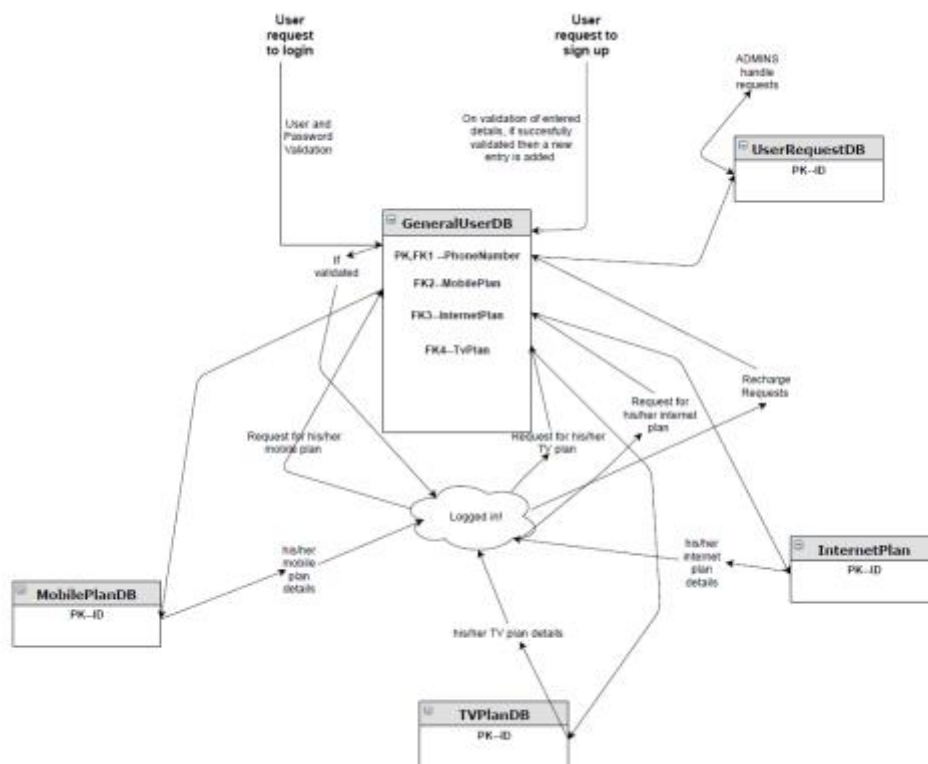 User
request
to login
User
request to
sign up
ADMINS
handle
requests
User and
Password
Validation
On validation of entered
details, if succesfully
validated then a new
entry is added
UserRequestDB
PK--ID
GeneralUserDB
PK,FK1 --PhoneNumber
FK2--MobilePlan
FK3--InternetPlan
FK4--TvPlan
If
validated
Recharge
Requests
Request for
his/her internet
plan
Request for his/her
mobile plan
Request for his/her
TV plan
Logged in!
his/her
mobile
plan
details
his/her
internet
plan
details
InternetPlan
PK--ID
MobilePlanDB
PK--ID
his/her TV plan details
TVPlanDB
PK--ID